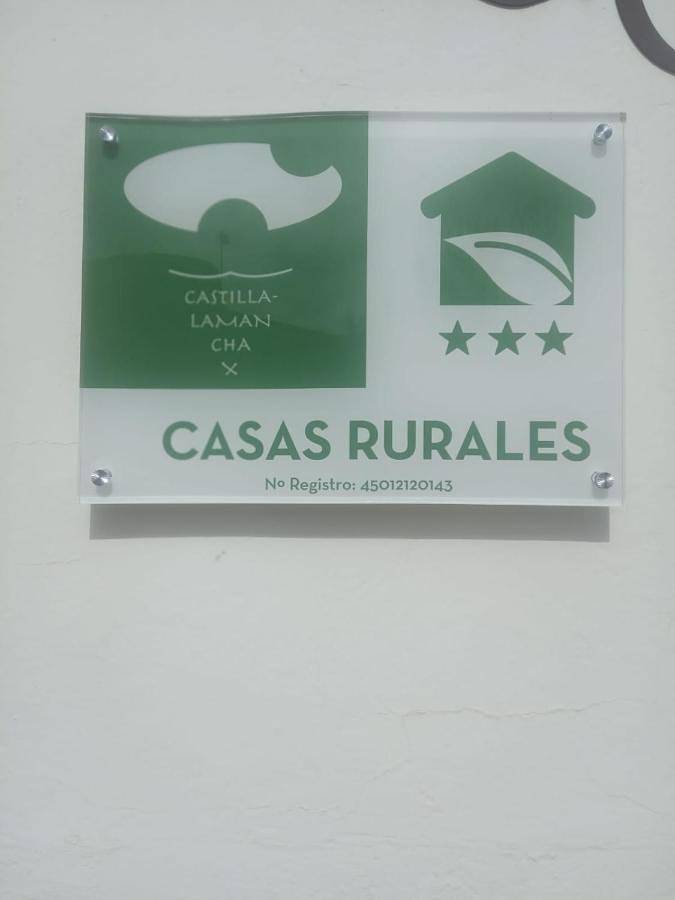 CASTILLA-
LAMAN
CHA
CASAS RURALES
Nº Registro: 45012120143